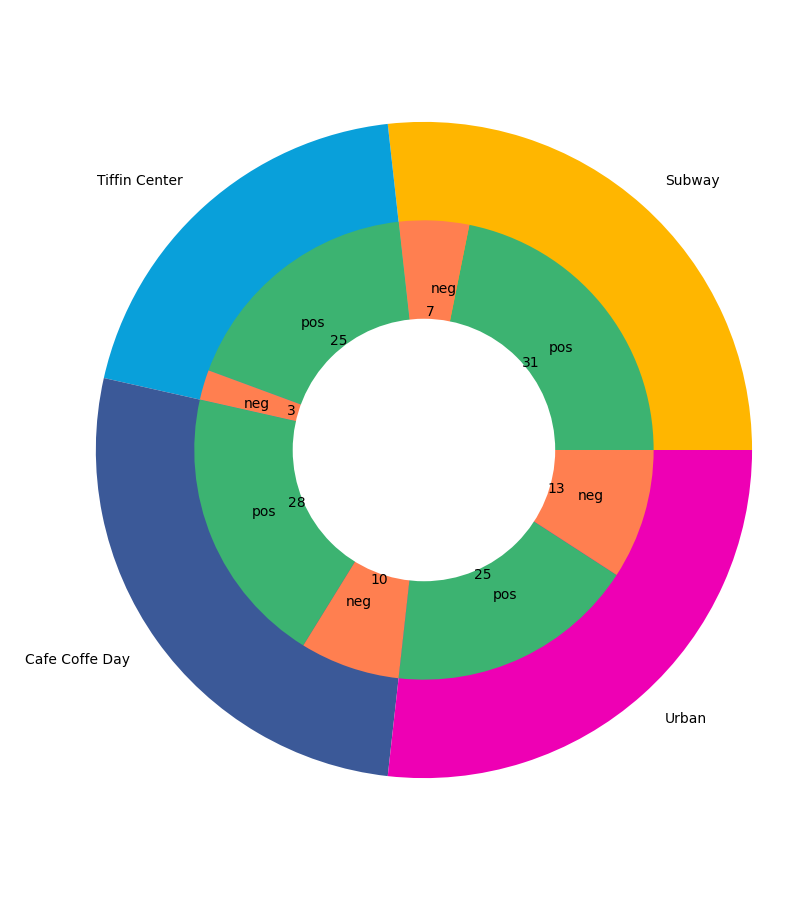 Tiffin Center
Subway
neg
7
pos
25
pos
31
neg
3
13
neg
pos
28
10
neg
25
pos
Cafe Coffe Day
Urban